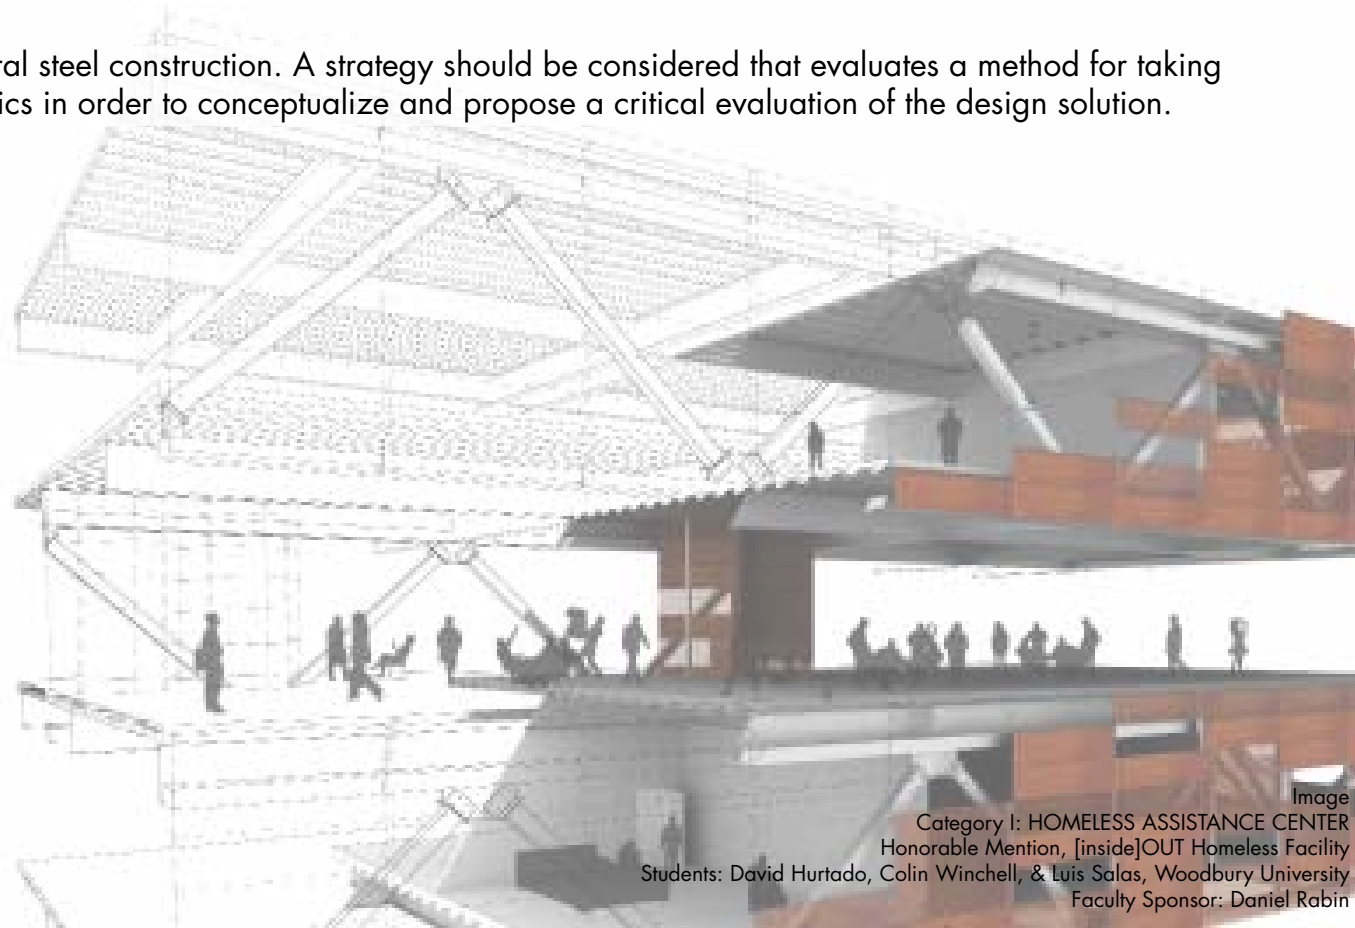 ral steel construction. A strategy should be considered that evaluates a method for taking
ics in order to conceptualize and propose a critical evaluation of the design solution.
Image
Category I: HOMELESS ASSISTANCE CENTER
Honorable Mention, [inside]OUT Homeless Facility
Students: David Hurtado, Colin Winchell, & Luis Salas, Woodbury University
Faculty Sponsor: Daniel Rabin